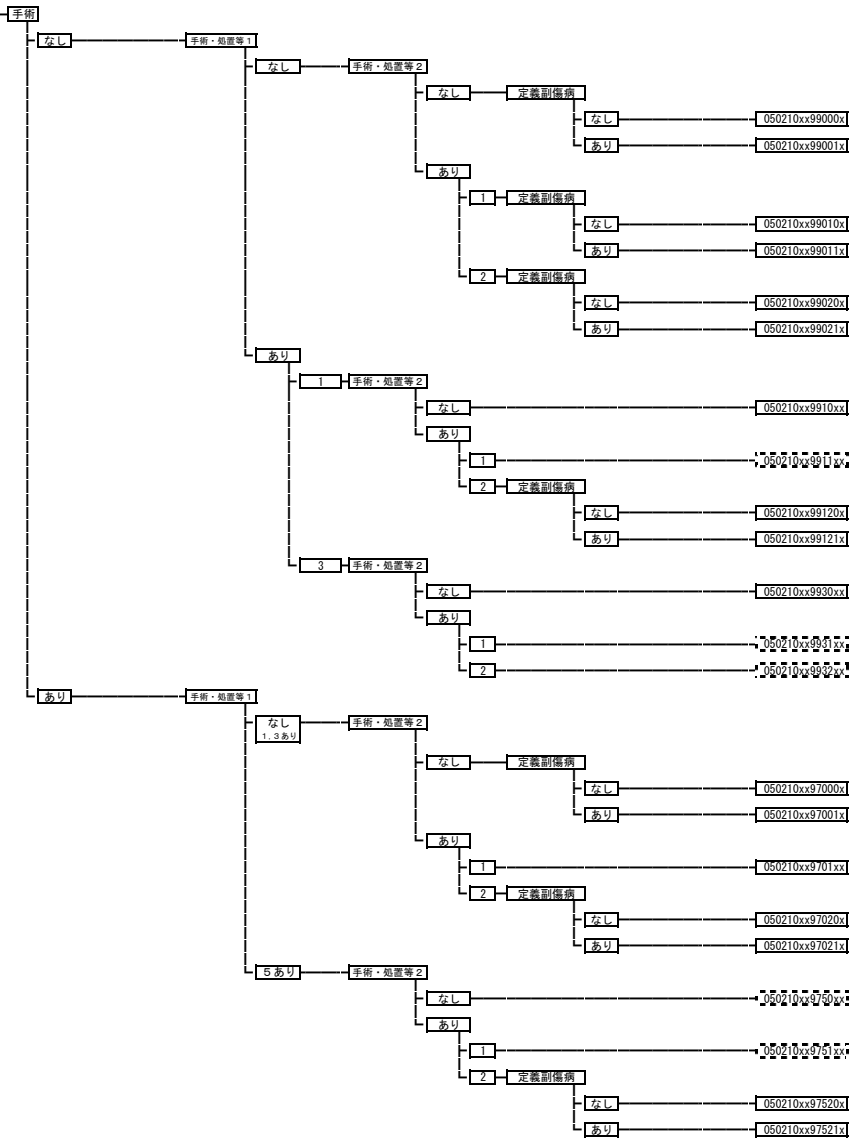 手術
なし 手術・処置等1
なし 手術・処置等2
なし 定義副傷病
なし 050210xx99000x
あり 050210xx99001x
あり
1 定義副傷病
なし 050210xx99010x
あり 050210xx99011x
2 定義副傷病
なし 050210xx99020x
あり 050210xx99021x
あり
1 手術・処置等2
なし 050210xx9910xx
あり
1 050210xx9911xx
2 定義副傷病
なし 050210xx99120x
あり 050210xx99121x
3 手術・処置等2
なし 050210xx9930xx
あり
1 050210xx9931xx
2 050210xx9932xx
あり 手術・処置等1
なし 手術・処置等2
1,3あり
なし 定義副傷病
なし 050210xx97000x
あり 050210xx97001x
あり
1 050210xx9701xx
2 定義副傷病
なし 050210xx97020x
あり 050210xx97021x
5あり 手術・処置等2
なし 050210xx9750xx
あり
1 050210xx9751xx
2 定義副傷病
なし 050210xx97520x
あり 050210xx97521x